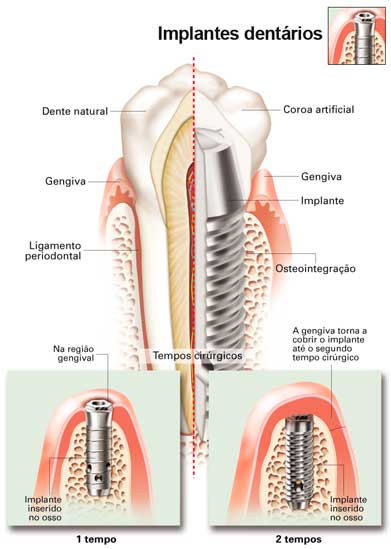 Implantes dentários
Dente natural
Coroa artificial
Gengiva
Gengiva
Implante
Ligamento
periodontal
Osteointegração
Tempos cirúrgicos
Na região
gengival
A gengiva torna a
cobrir o implante
até o segundo
tempo cirúrgico
Implante
inserido
no osso
Implante
inserido
no osso
1 tempo
2 tempos